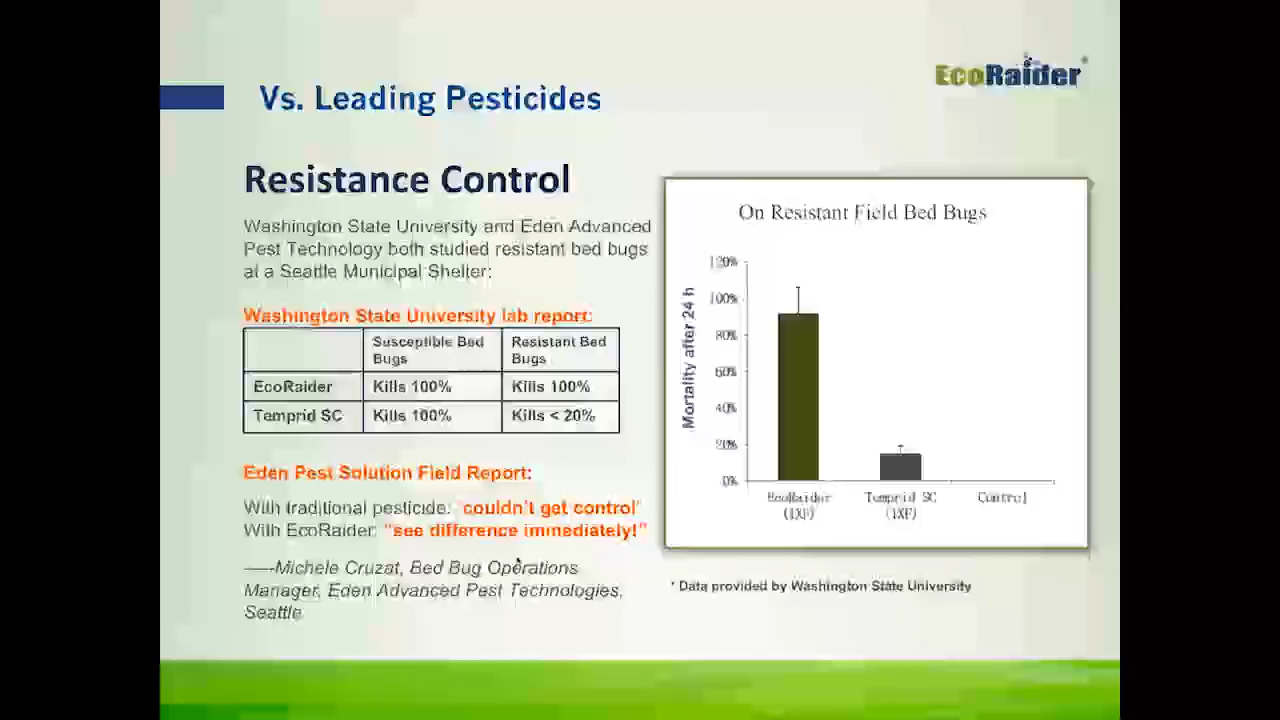 EcoRaider
Vs. Leading Pesticides
Resistance Control
Washington State University and Eden Advanced
Pest Technology both studied resistant bed bugs
at a Seattle Municipal Shelter:
Washington State University lab report:
Susceptible Bed Bugs Resistant Bed Bugs
EcoRaider Kills 100% Kills 100%
Temprid SC Kills 100% Kills < 20%
Eden Pest Solution Field Report:
With traditional pesticide: "couldn't get control"
With EcoRaider: "see difference immediately!"
-----Michele Cruzat, Bed Bug Operations
Manager, Eden Advanced Pest Technologies,
Seattle
On Resistant Field Bed Bugs
Mortality after 24 h
120%
100%
80%
60%
40%
20%
0%
EcoRaider Temprid SC Control
(1XF) (1XF)
* Data provided by Washington State University